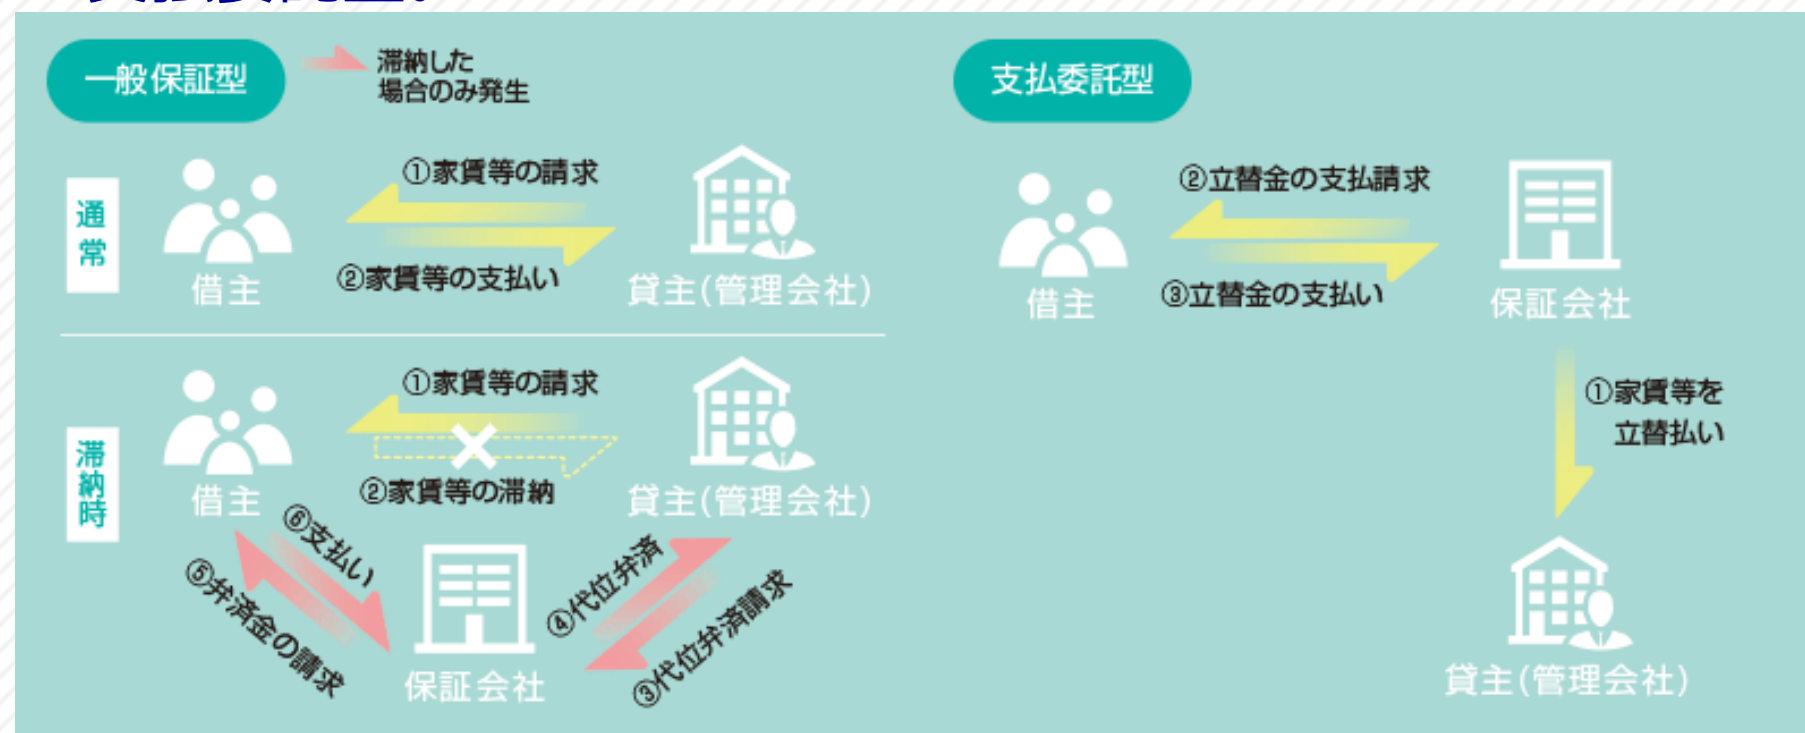 支払委託型。
一般保証型
滞納した
場合のみ発生
通常
①家賃等の請求
②家賃等の支払い
借主
貸主(管理会社)
滞納時
①家賃等の請求
②家賃等の滞納
借主
貸主(管理会社)
⑥支払い
⑤弁済金の請求
④代位弁済
③代位弁済請求
保証会社
支払委託型
②立替金の支払請求
③立替金の支払い
借主
保証会社
①家賃等を
立替払い
貸主(管理会社)